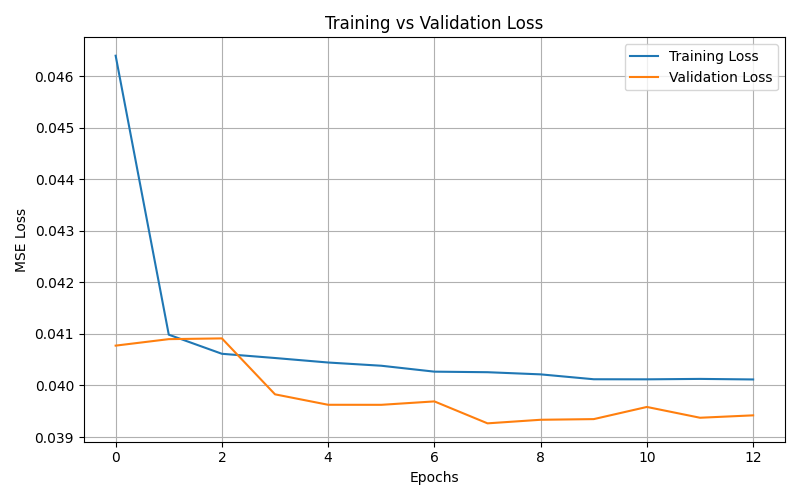 Training vs Validation Loss
Training Loss
Validation Loss
0.046
0.045
0.044
0.043
0.042
0.041
0.040
0.039
MSE Loss
0 2 4 6 8 10 12
Epochs